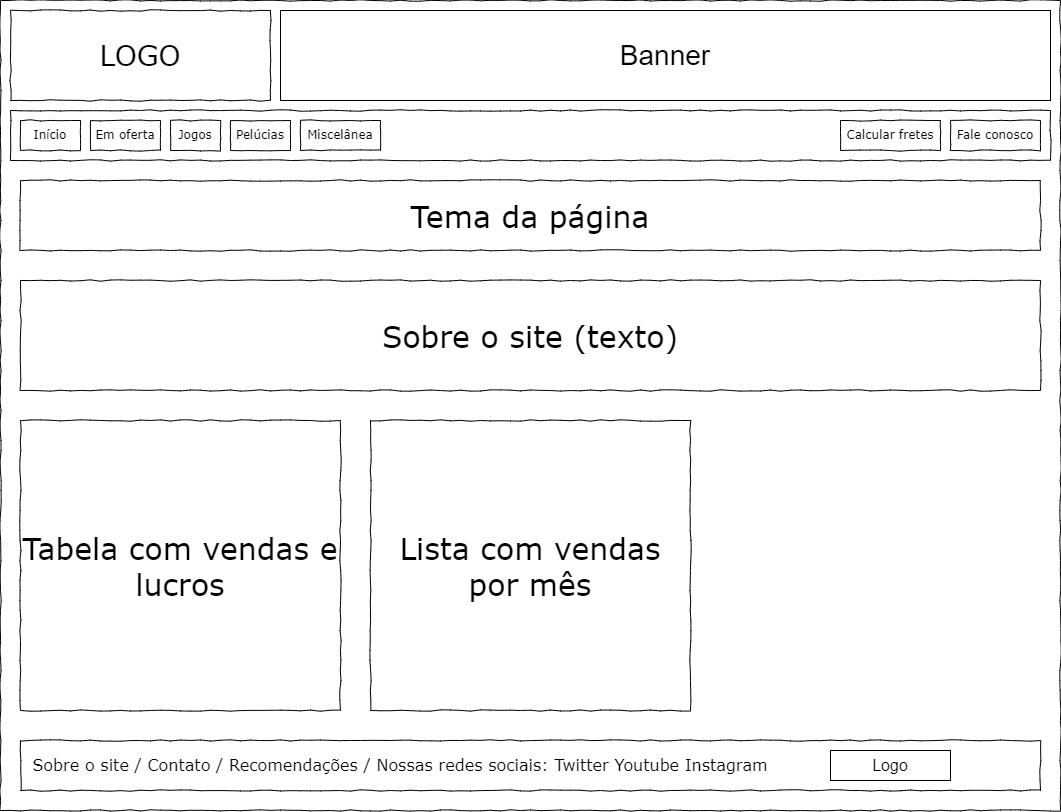 LOGO
Banner
Início
Em oferta
Jogos
Pelúcias
Miscelânea
Calcular fretes
Fale conosco
Tema da página
Sobre o site (texto)
Tabela com vendas e
lucros
Lista com vendas
por mês
Sobre o site / Contato / Recomendações / Nossas redes sociais: Twitter Youtube Instagram
Logo